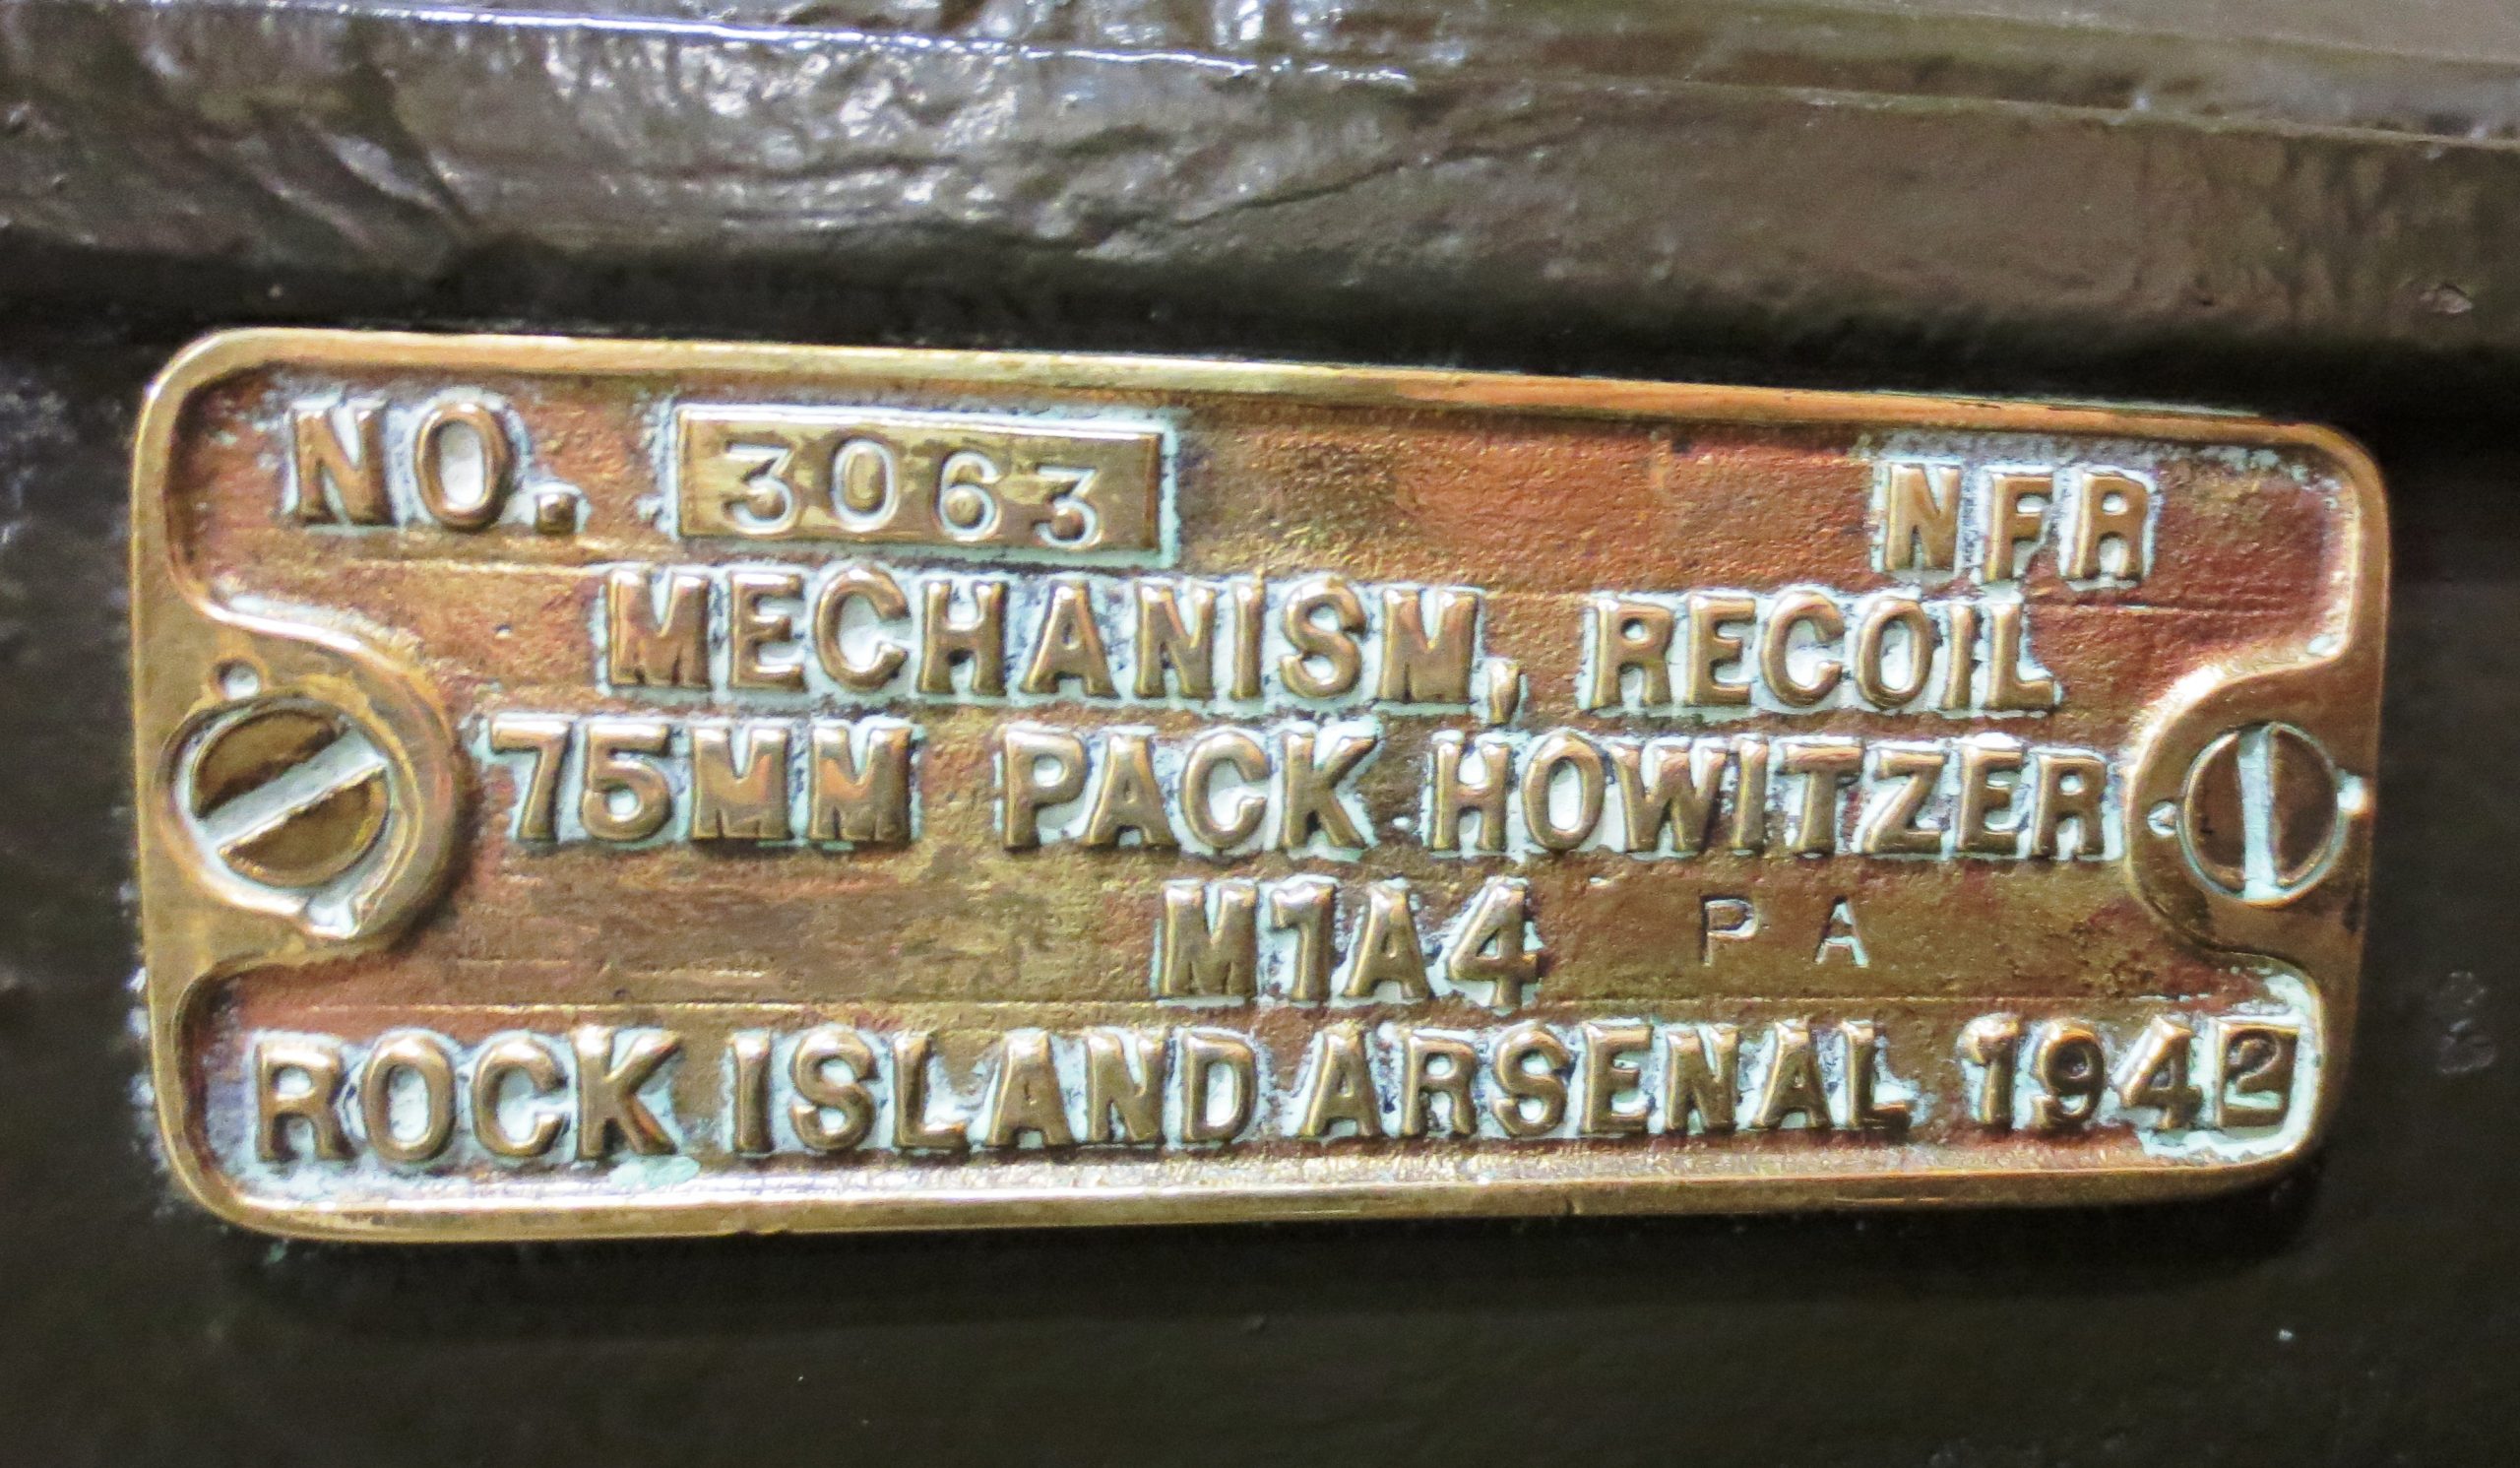 NO. 3063 NFR
MECHANISM, RECOIL
75MM PACK HOWITZER
M1A4 PA
ROCK ISLAND ARSENAL 1942